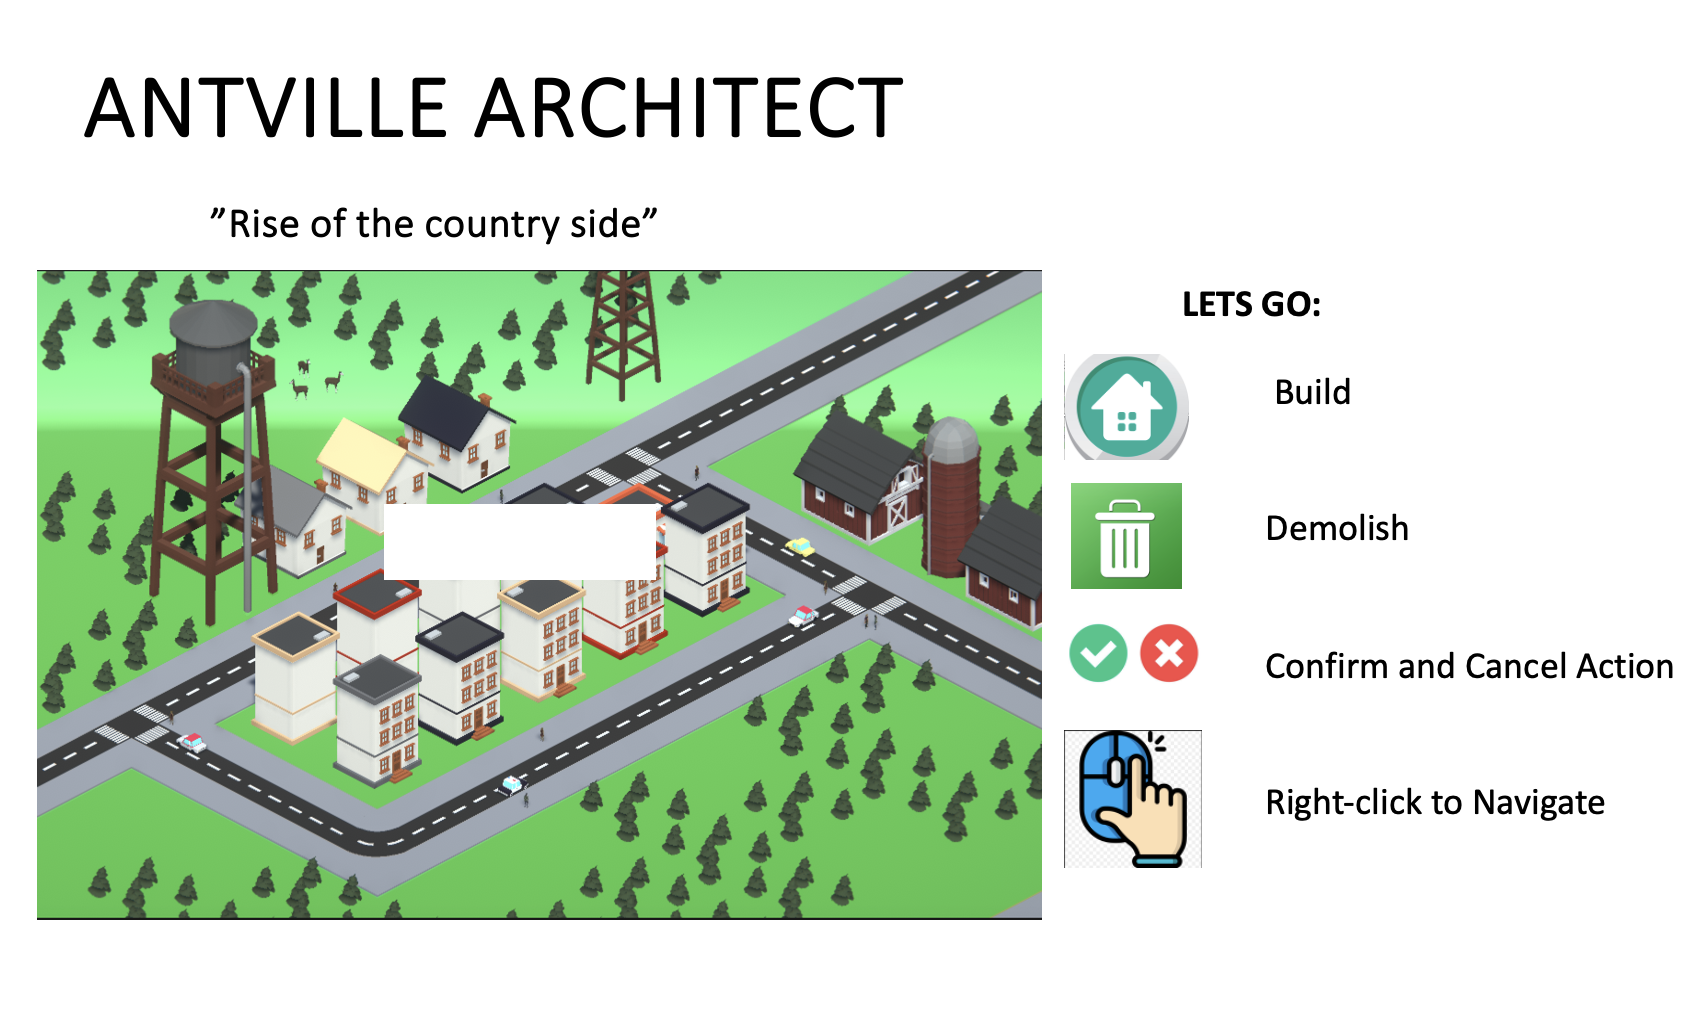 ANTVILLE ARCHITECT
”Rise of the country side”
LETS GO:
Build
Demolish
Confirm and Cancel Action
Right-click to Navigate